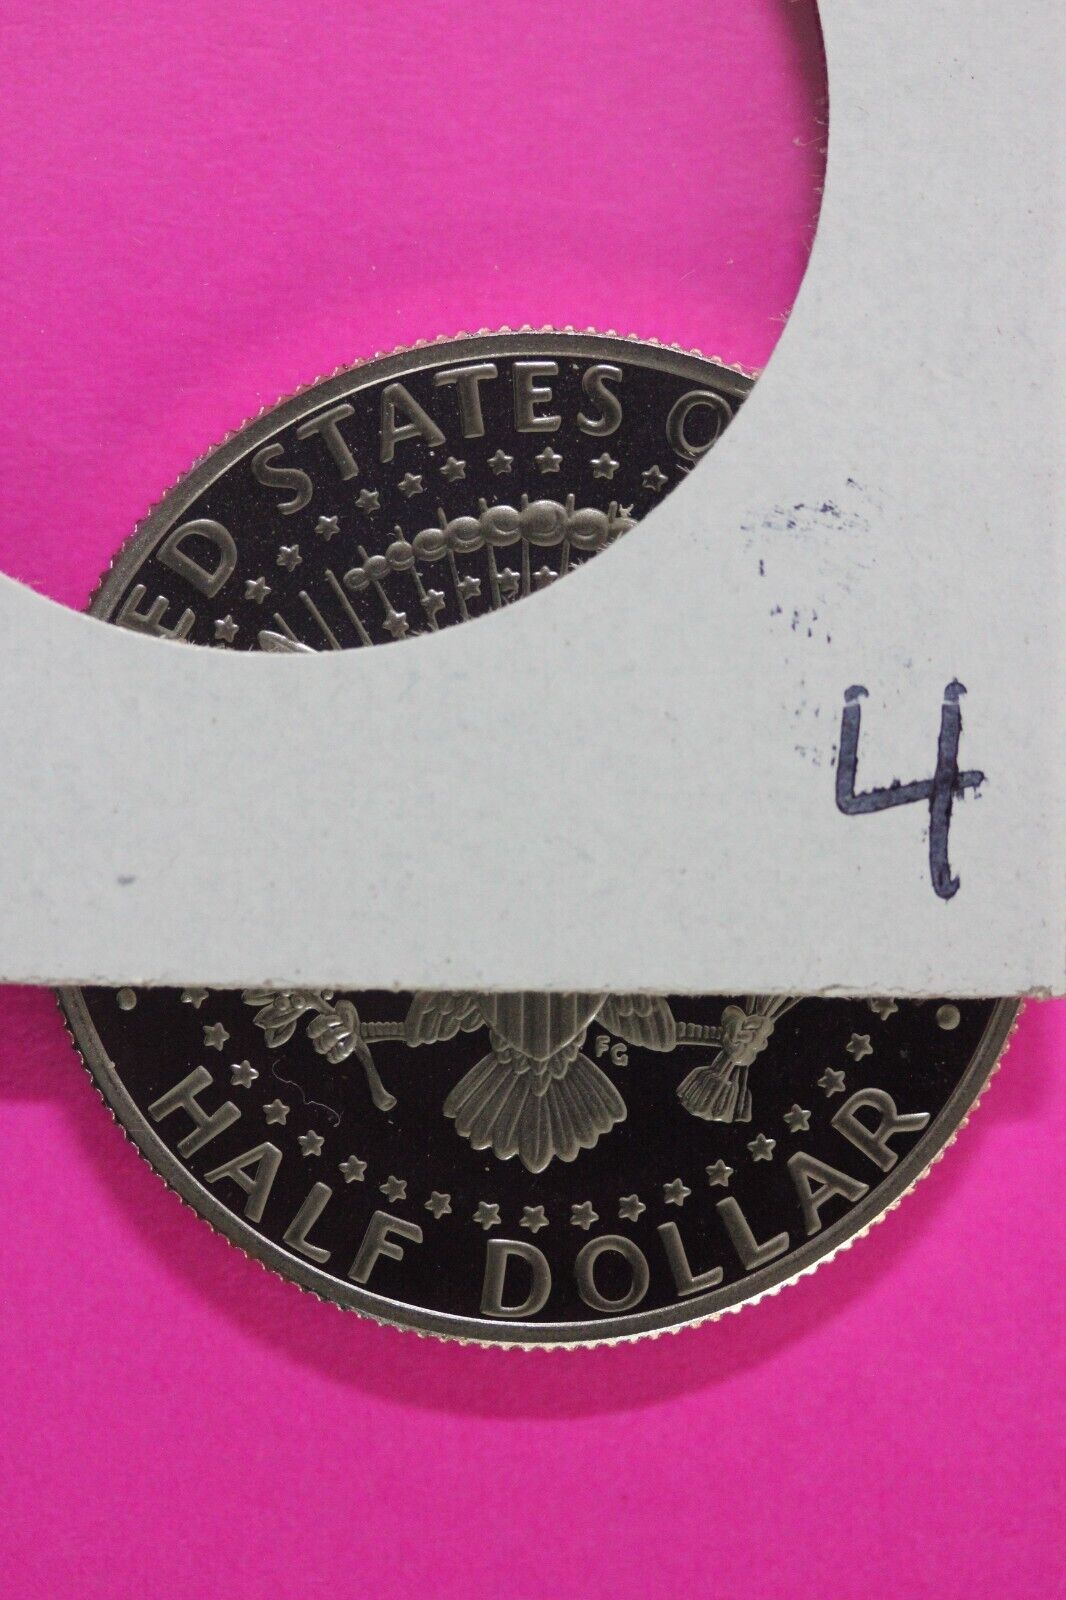 ED STATES O
4
FG
HALF DOLLAR